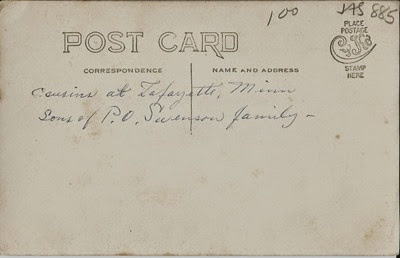 100
JAS 885
POST CARD
PLACE
POSTAGE
STAMP
HERE
CORRESPONDENCE
NAME AND ADDRESS
cousins at Lafayette, Minn
Sons of P.O. Swenson family –